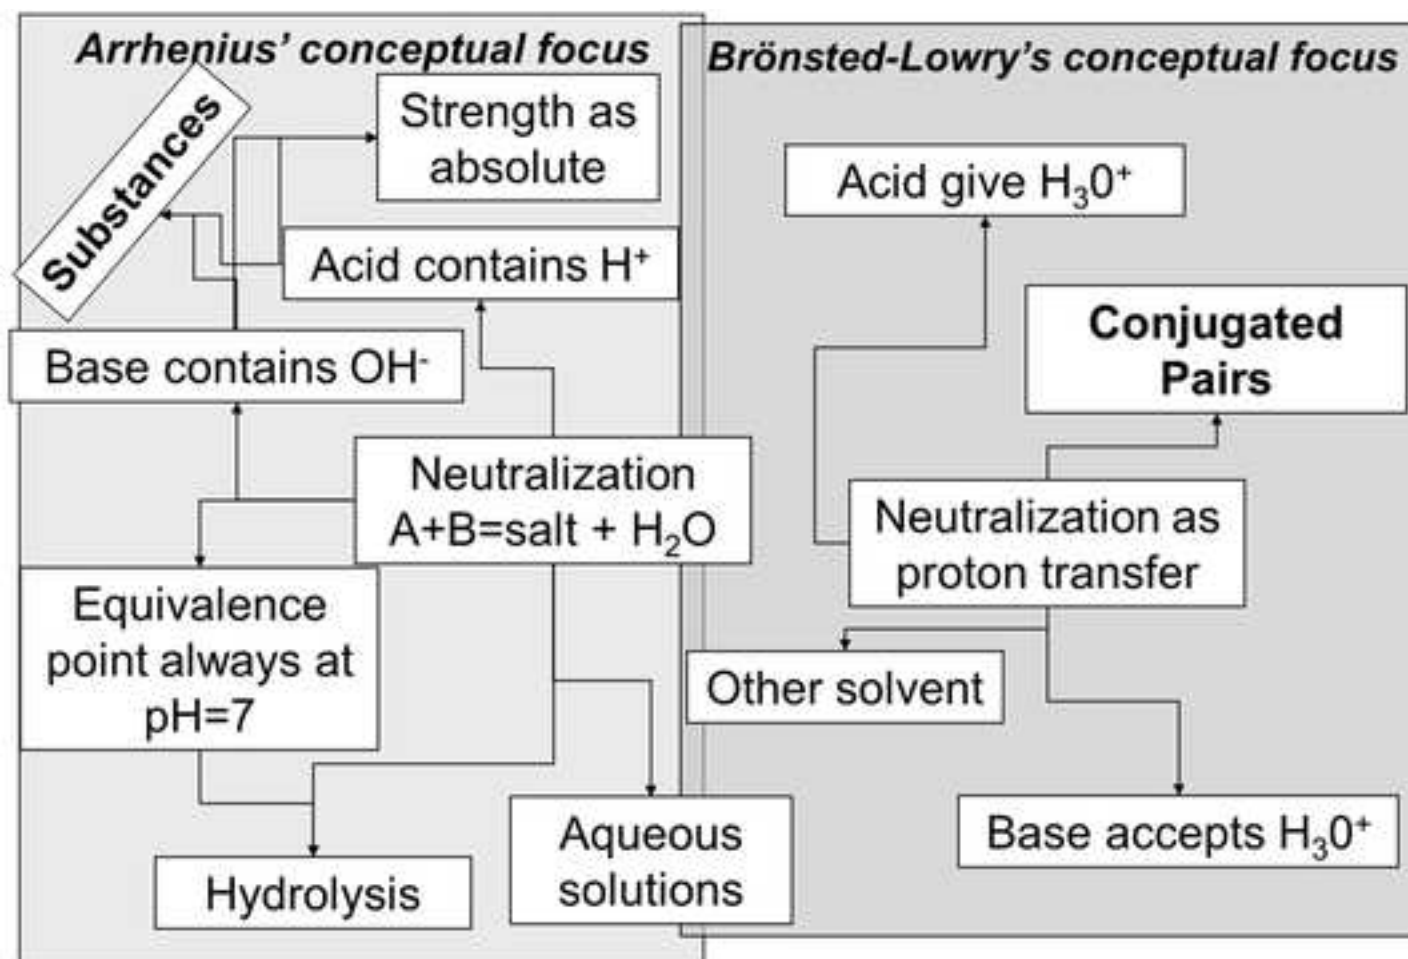 Arrhenius’ conceptual focus
Substances
Strength as
absolute
Acid contains H⁺
Base contains OH⁻
Neutralization
A+B=salt + H₂O
Equivalence
point always at
pH=7
Hydrolysis
Aqueous
solutions
Brönsted-Lowry’s conceptual focus
Acid give H₃0⁺
Conjugated
Pairs
Neutralization as
proton transfer
Other solvent
Base accepts H₃0⁺